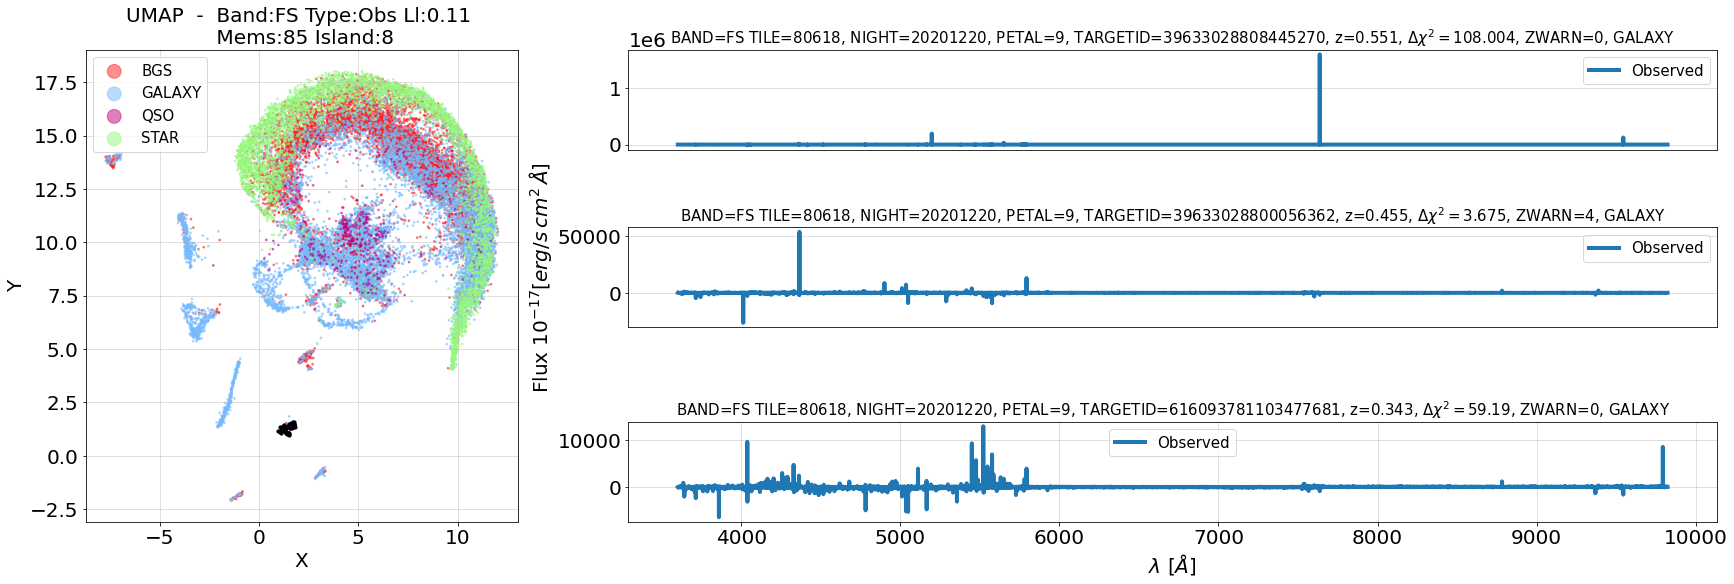 UMAP - Band:FS Type:Obs Ll:0.11
Mems:85 Island:8
BGS
GALAXY
QSO
STAR
17.5
15.0
12.5
10.0
7.5
5.0
2.5
0.0
−2.5
Y
−5
0
5
10
X
Flux 10⁻¹⁷[erg/s cm² Å]
1e6
BAND=FS TILE=80618, NIGHT=20201220, PETAL=9, TARGETID=39633028808445270, z=0.551, Δχ² = 108.004, ZWARN=0, GALAXY
Observed
1
0
BAND=FS TILE=80618, NIGHT=20201220, PETAL=9, TARGETID=39633028800056362, z=0.455, Δχ² = 3.675, ZWARN=4, GALAXY
Observed
50000
0
BAND=FS TILE=80618, NIGHT=20201220, PETAL=9, TARGETID=616093781103477681, z=0.343, Δχ² = 59.19, ZWARN=0, GALAXY
Observed
10000
0
4000
5000
6000
7000
8000
9000
10000
λ [Å]